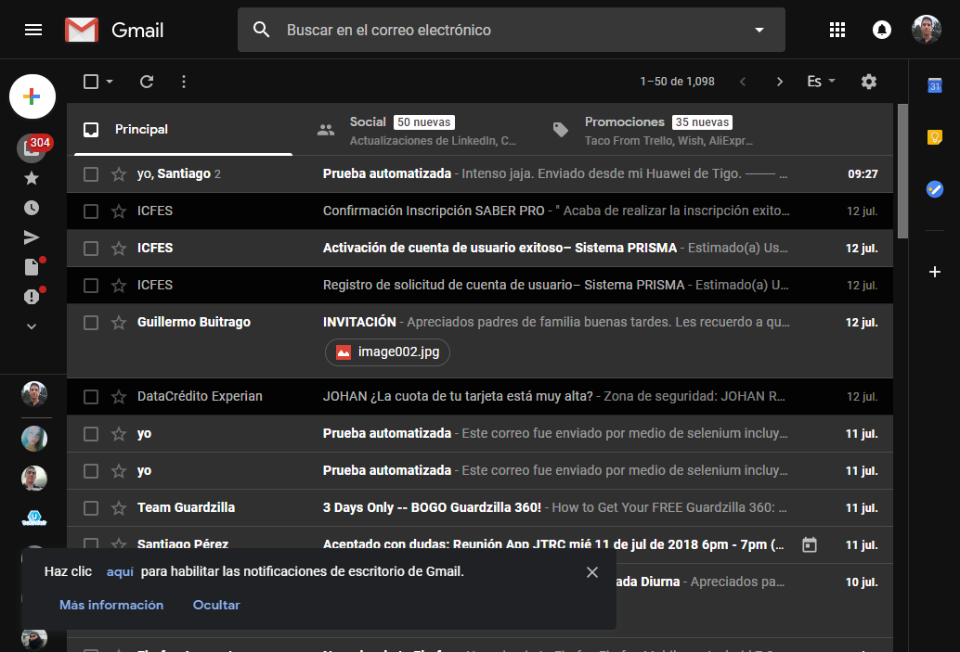 Gmail
Buscar en el correo electrónico
1–50 de 1,098
Es
31
304
Principal
Social 50 nuevas
Actualizaciones de LinkedIn, C...
Promociones 35 nuevas
Taco From Trello, Wish, AliExpr...
yo, Santiago 2 Prueba automatizada - Intenso jaja. Enviado desde mi Huawei de Tigo. -------- ... 09:27
ICFES Confirmación Inscripción SABER PRO - " Acaba de realizar la inscripción exito... 12 jul.
ICFES Activación de cuenta de usuario exitoso– Sistema PRISMA - Estimado(a) Us... 12 jul.
ICFES Registro de solicitud de cuenta de usuario– Sistema PRISMA - Estimado(a) U... 12 jul.
Guillermo Buitrago INVITACIÓN - Apreciados padres de familia buenas tardes. Les recuerdo a qu... 12 jul.
image002.jpg
DataCrédito Experian JOHAN ¿La cuota de tu tarjeta está muy alta? - Zona de seguridad: JOHAN R... 12 jul.
yo Prueba automatizada - Este correo fue enviado por medio de selenium incluy... 11 jul.
yo Prueba automatizada - Este correo fue enviado por medio de selenium incluy... 11 jul.
Team Guardzilla 3 Days Only -- BOGO Guardzilla 360! - How to Get Your FREE Guardzilla 360: ... 11 jul.
Santiago Pérez Aceptado con dudas: Reunión App JTRC mié 11 de jul de 2018 6pm - 7pm (... 11 jul.
ada Diurna - Apreciados pa... 10 jul.
Haz clic aquí para habilitar las notificaciones de escritorio de Gmail.
Más información Ocultar